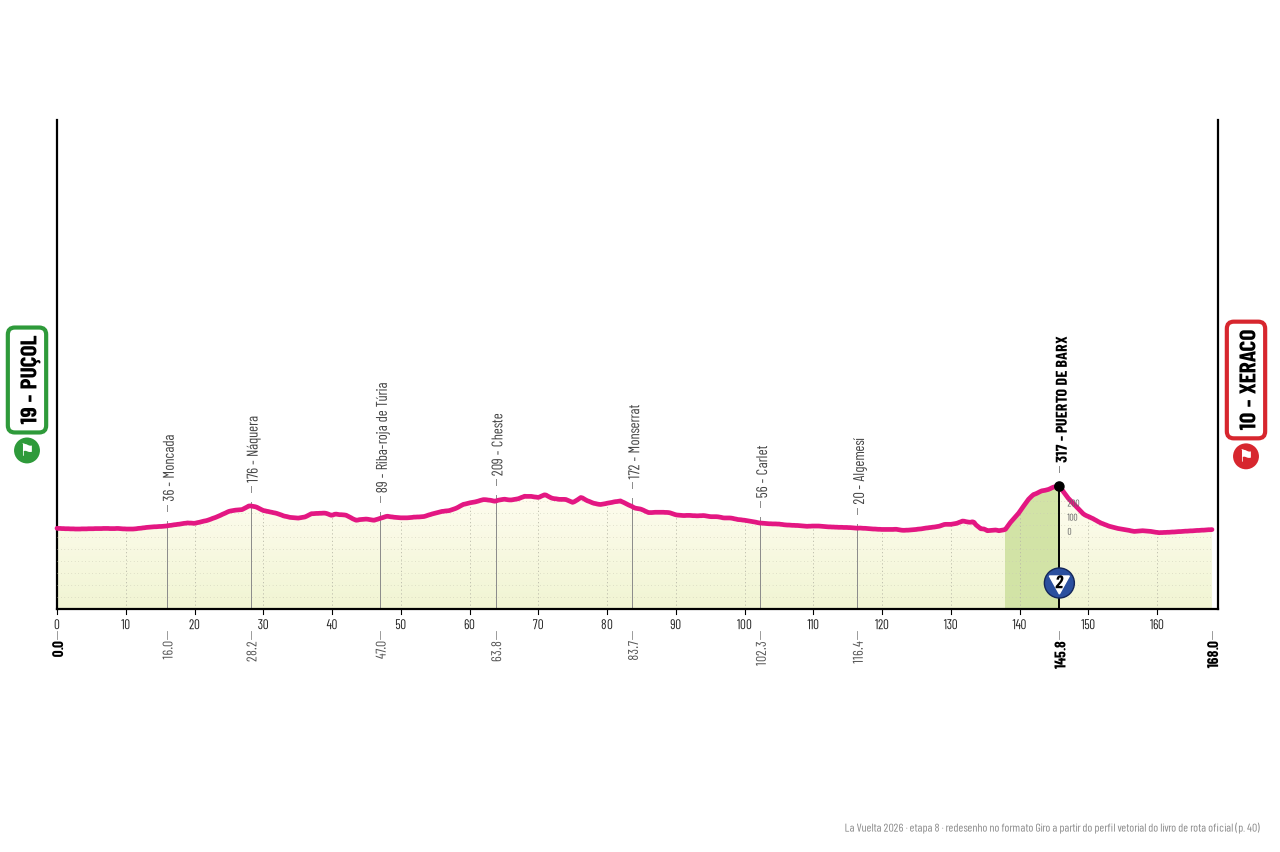 19 - PUÇOL
36 - Moncada
176 - Náquera
89 - Riba-roja de Túria
209 - Cheste
172 - Monserrat
56 - Carlet
20 - Algemesí
317 - PUERTO DE BARX
10 - XERACO
200
100
0
2
0 10 20 30 40 50 60 70 80 90 100 110 120 130 140 150 160
0.0 16.0 28.2 47.0 63.8 83.7 102.3 116.4 145.8 168.0
La Vuelta 2026 · etapa 8 · redesenho no formato Giro a partir do perfil vetorial do livro de rota oficial (p. 40)